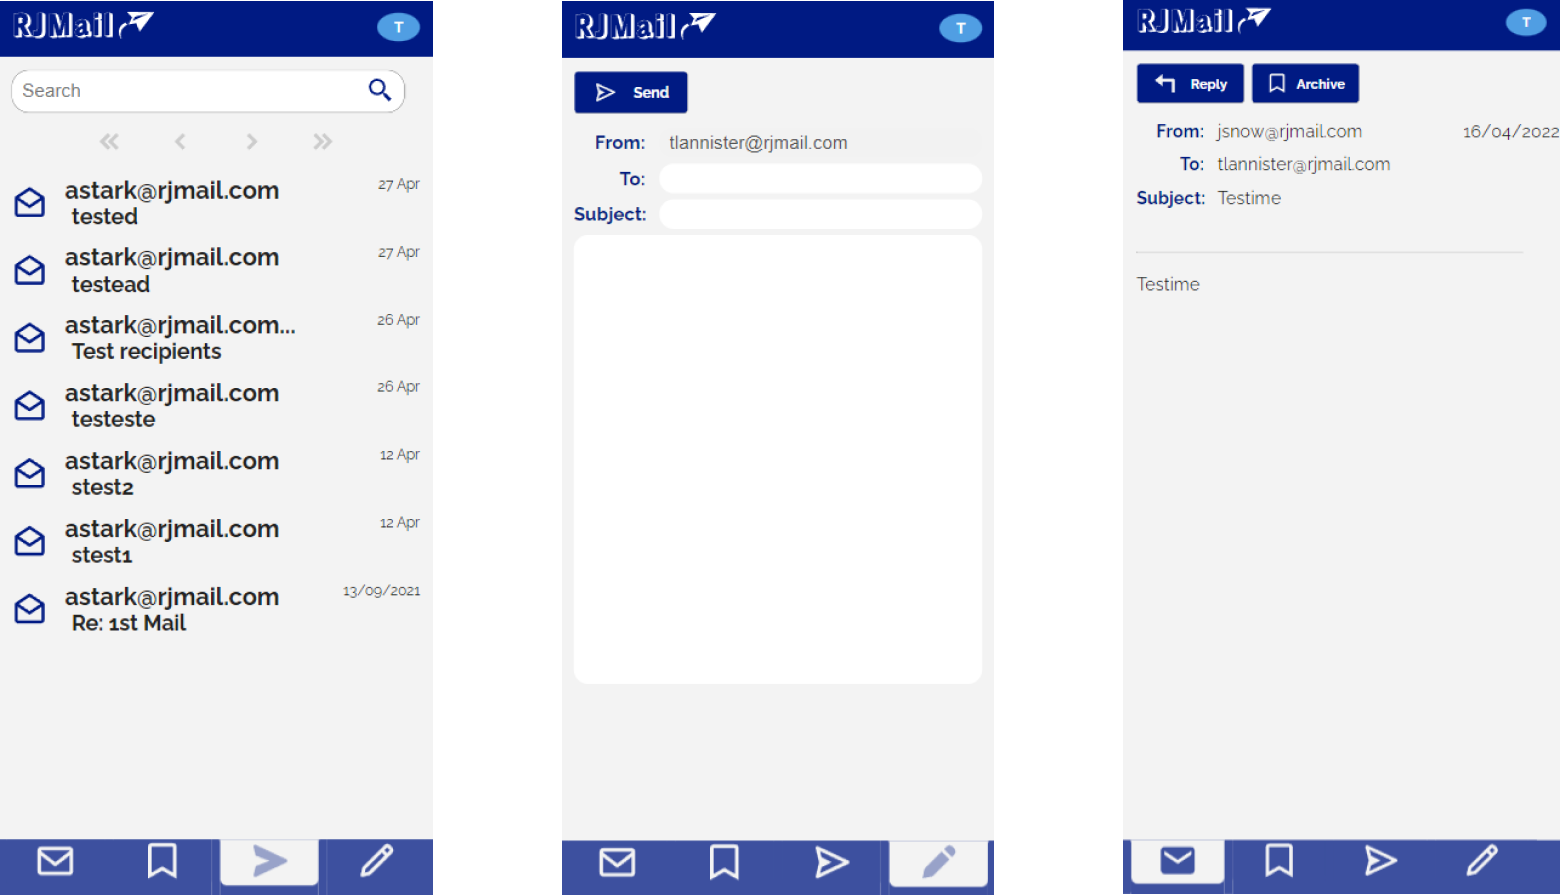 RJMail
T
Search
astark@rjmail.com 27 Apr
tested
astark@rjmail.com 27 Apr
testead
astark@rjmail.com... 26 Apr
Test recipients
astark@rjmail.com 26 Apr
testeste
astark@rjmail.com 12 Apr
stest2
astark@rjmail.com 12 Apr
stest1
astark@rjmail.com 13/09/2021
Re: 1st Mail
RJMail
T
Send
From: tlannister@rjmail.com
To:
Subject:
RJMail
T
Reply Archive
From: jsnow@rjmail.com 16/04/2022
To: tlannister@rjmail.com
Subject: Testime
Testime